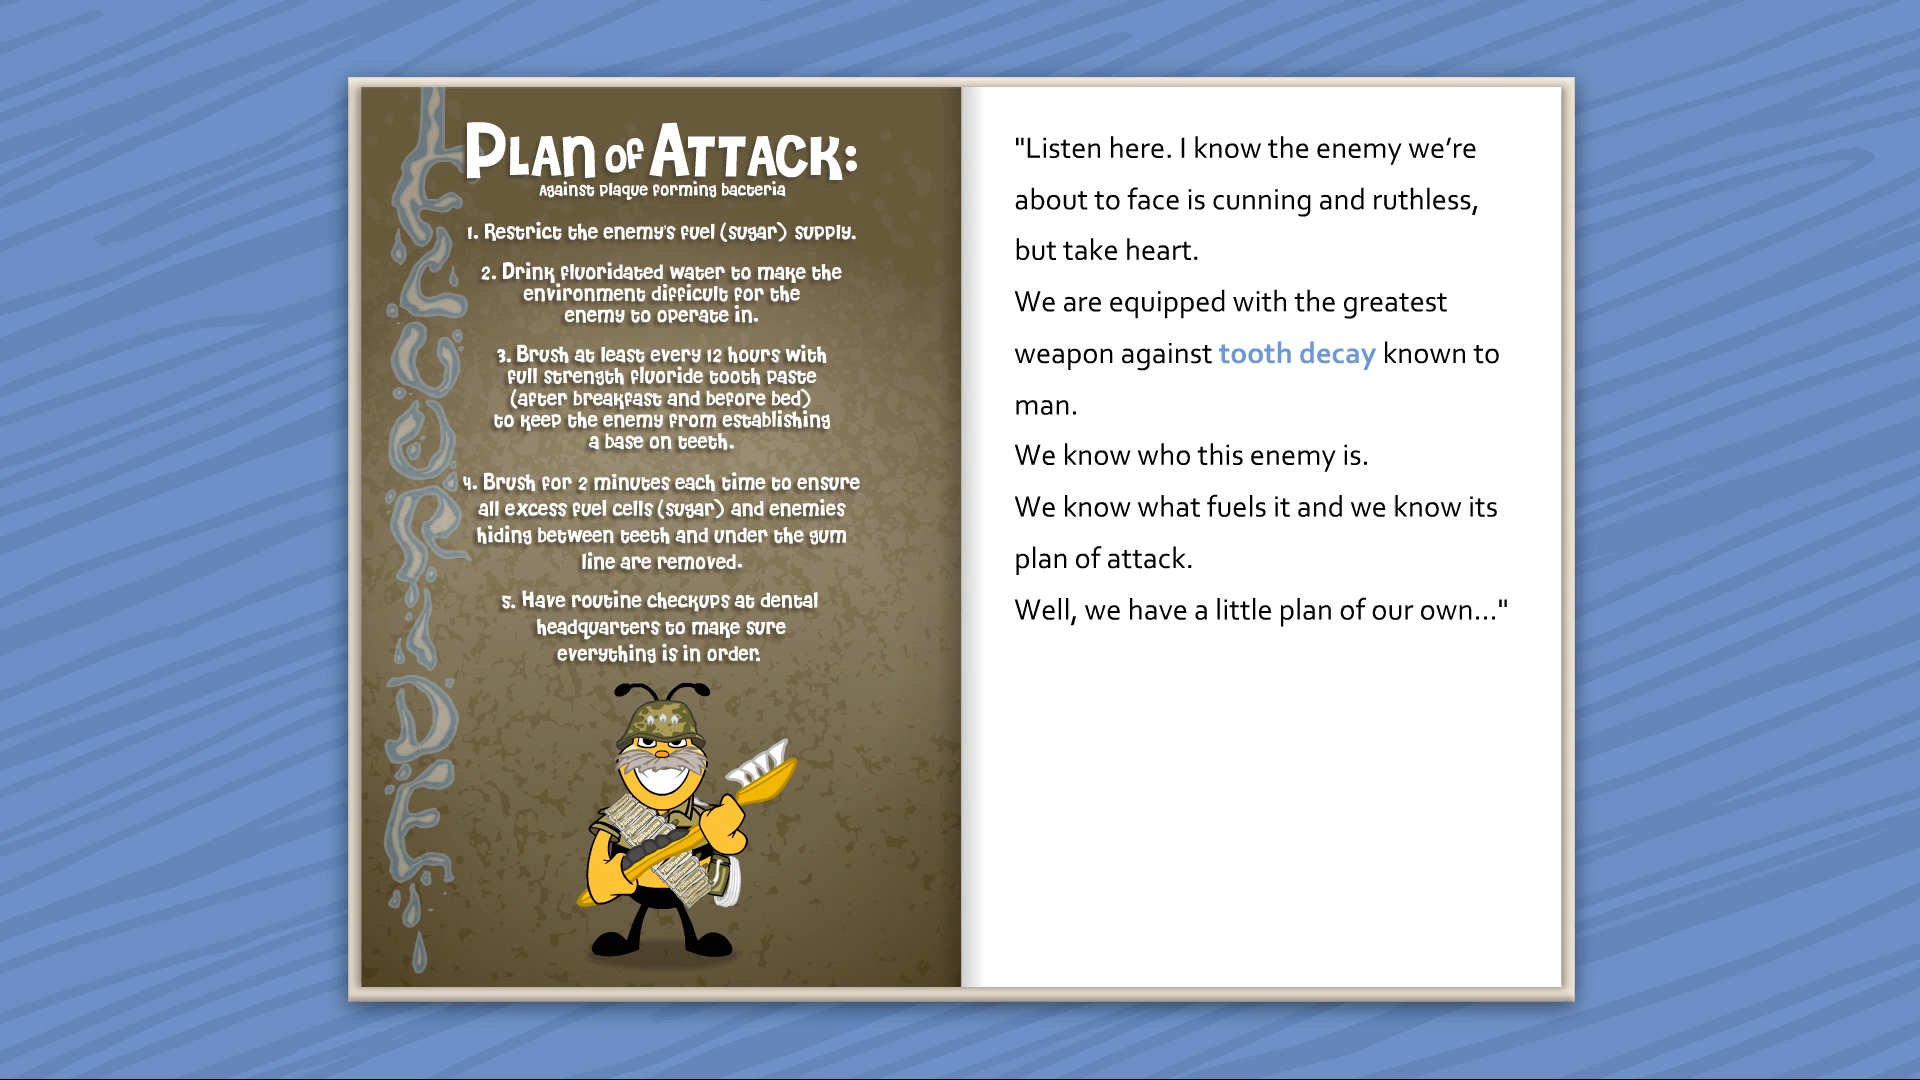 FLUORIDE
Plan of Attack:
Against plaque forming bacteria
1. Restrict the enemy's fuel (sugar) supply.
2. Drink fluoridated water to make the
environment difficult for the
enemy to operate in.
3. Brush at least every 12 hours with
full strength fluoride tooth paste
(after breakfast and before bed)
to keep the enemy from establishing
a base on teeth.
4. Brush for 2 minutes each time to ensure
all excess fuel cells (sugar) and enemies
hiding between teeth and under the gum
line are removed.
5. Have routine checkups at dental
headquarters to make sure
everything is in order.
"Listen here. I know the enemy we’re
about to face is cunning and ruthless,
but take heart.
We are equipped with the greatest
weapon against tooth decay known to
man.
We know who this enemy is.
We know what fuels it and we know its
plan of attack.
Well, we have a little plan of our own..."